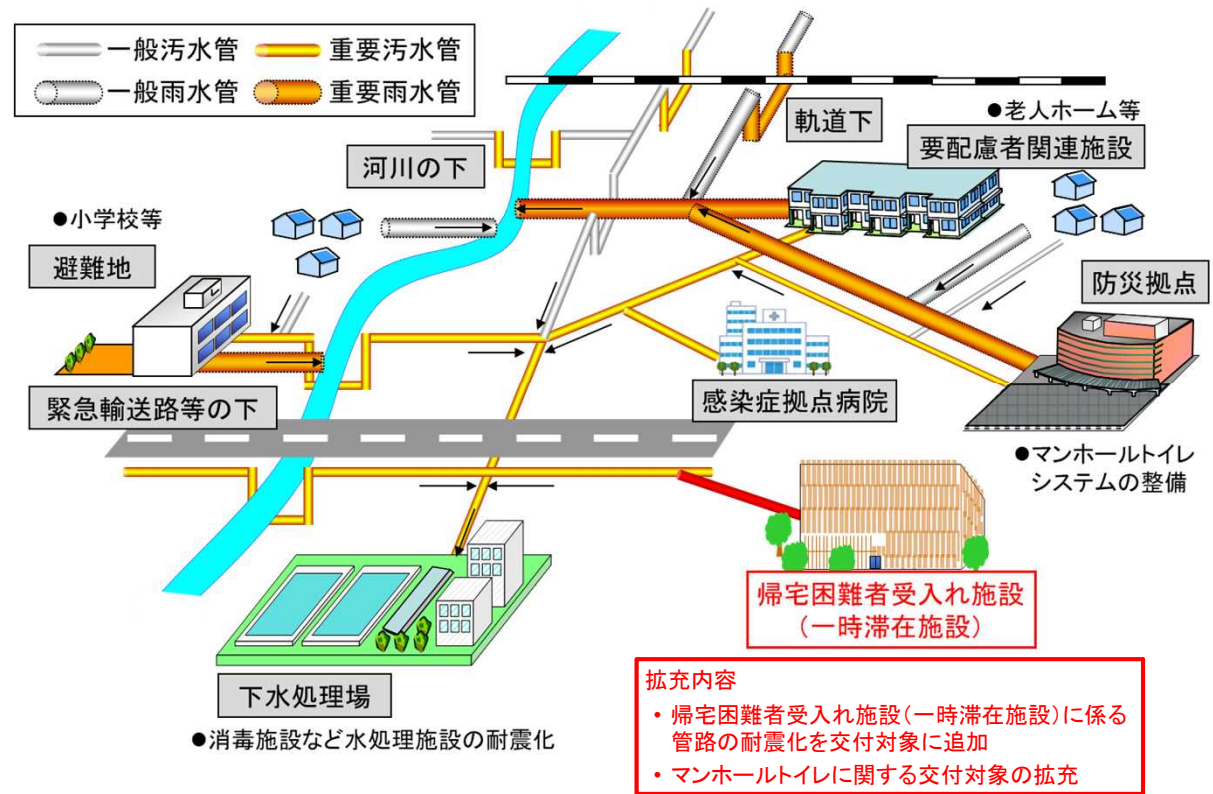 一般汚水管
重要汚水管
一般雨水管
重要雨水管
軌道下
●老人ホーム等
要配慮者関連施設
河川の下
●小学校等
避難地
防災拠点
緊急輸送路等の下
感染症拠点病院
●マンホールトイレ
システムの整備
帰宅困難者受入れ施設
(一時滞在施設)
下水処理場
●消毒施設など水処理施設の耐震化
拡充内容
・帰宅困難者受入れ施設(一時滞在施設)に係る
管路の耐震化を交付対象に追加
・マンホールトイレに関する交付対象の拡充